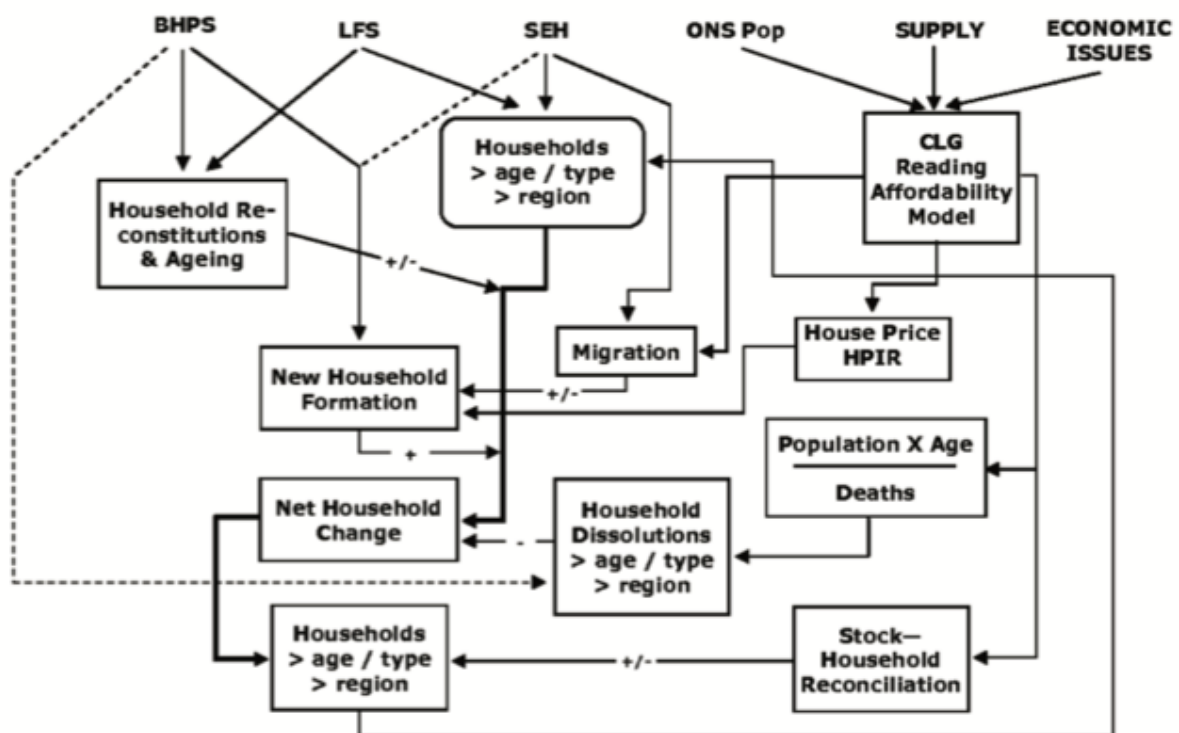 BHPS
LFS
SEH
ONS Pop
SUPPLY
ECONOMIC
ISSUES
Households
> age / type
> region
CLG
Reading
Affordability
Model
Household Re-
constitutions
& Ageing
+/-
Migration
House Price
HPIR
New Household
Formation
+/-
+
Population X Age
Deaths
Net Household
Change
-
Household
Dissolutions
> age / type
> region
Households
> age / type
> region
+/-
Stock—
Household
Reconciliation